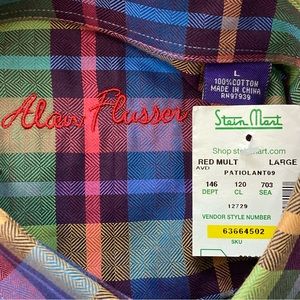 Alan Flusser
L
100%COTTON
MADE IN CHINA
RN97939
Stein Mart
Shop steinmart.com
RED MULT LARGE
AVD
PATIOLANT09
146 120 703
DEPT CL SEA
12729
VENDOR STYLE NUMBER
63664502
SKU